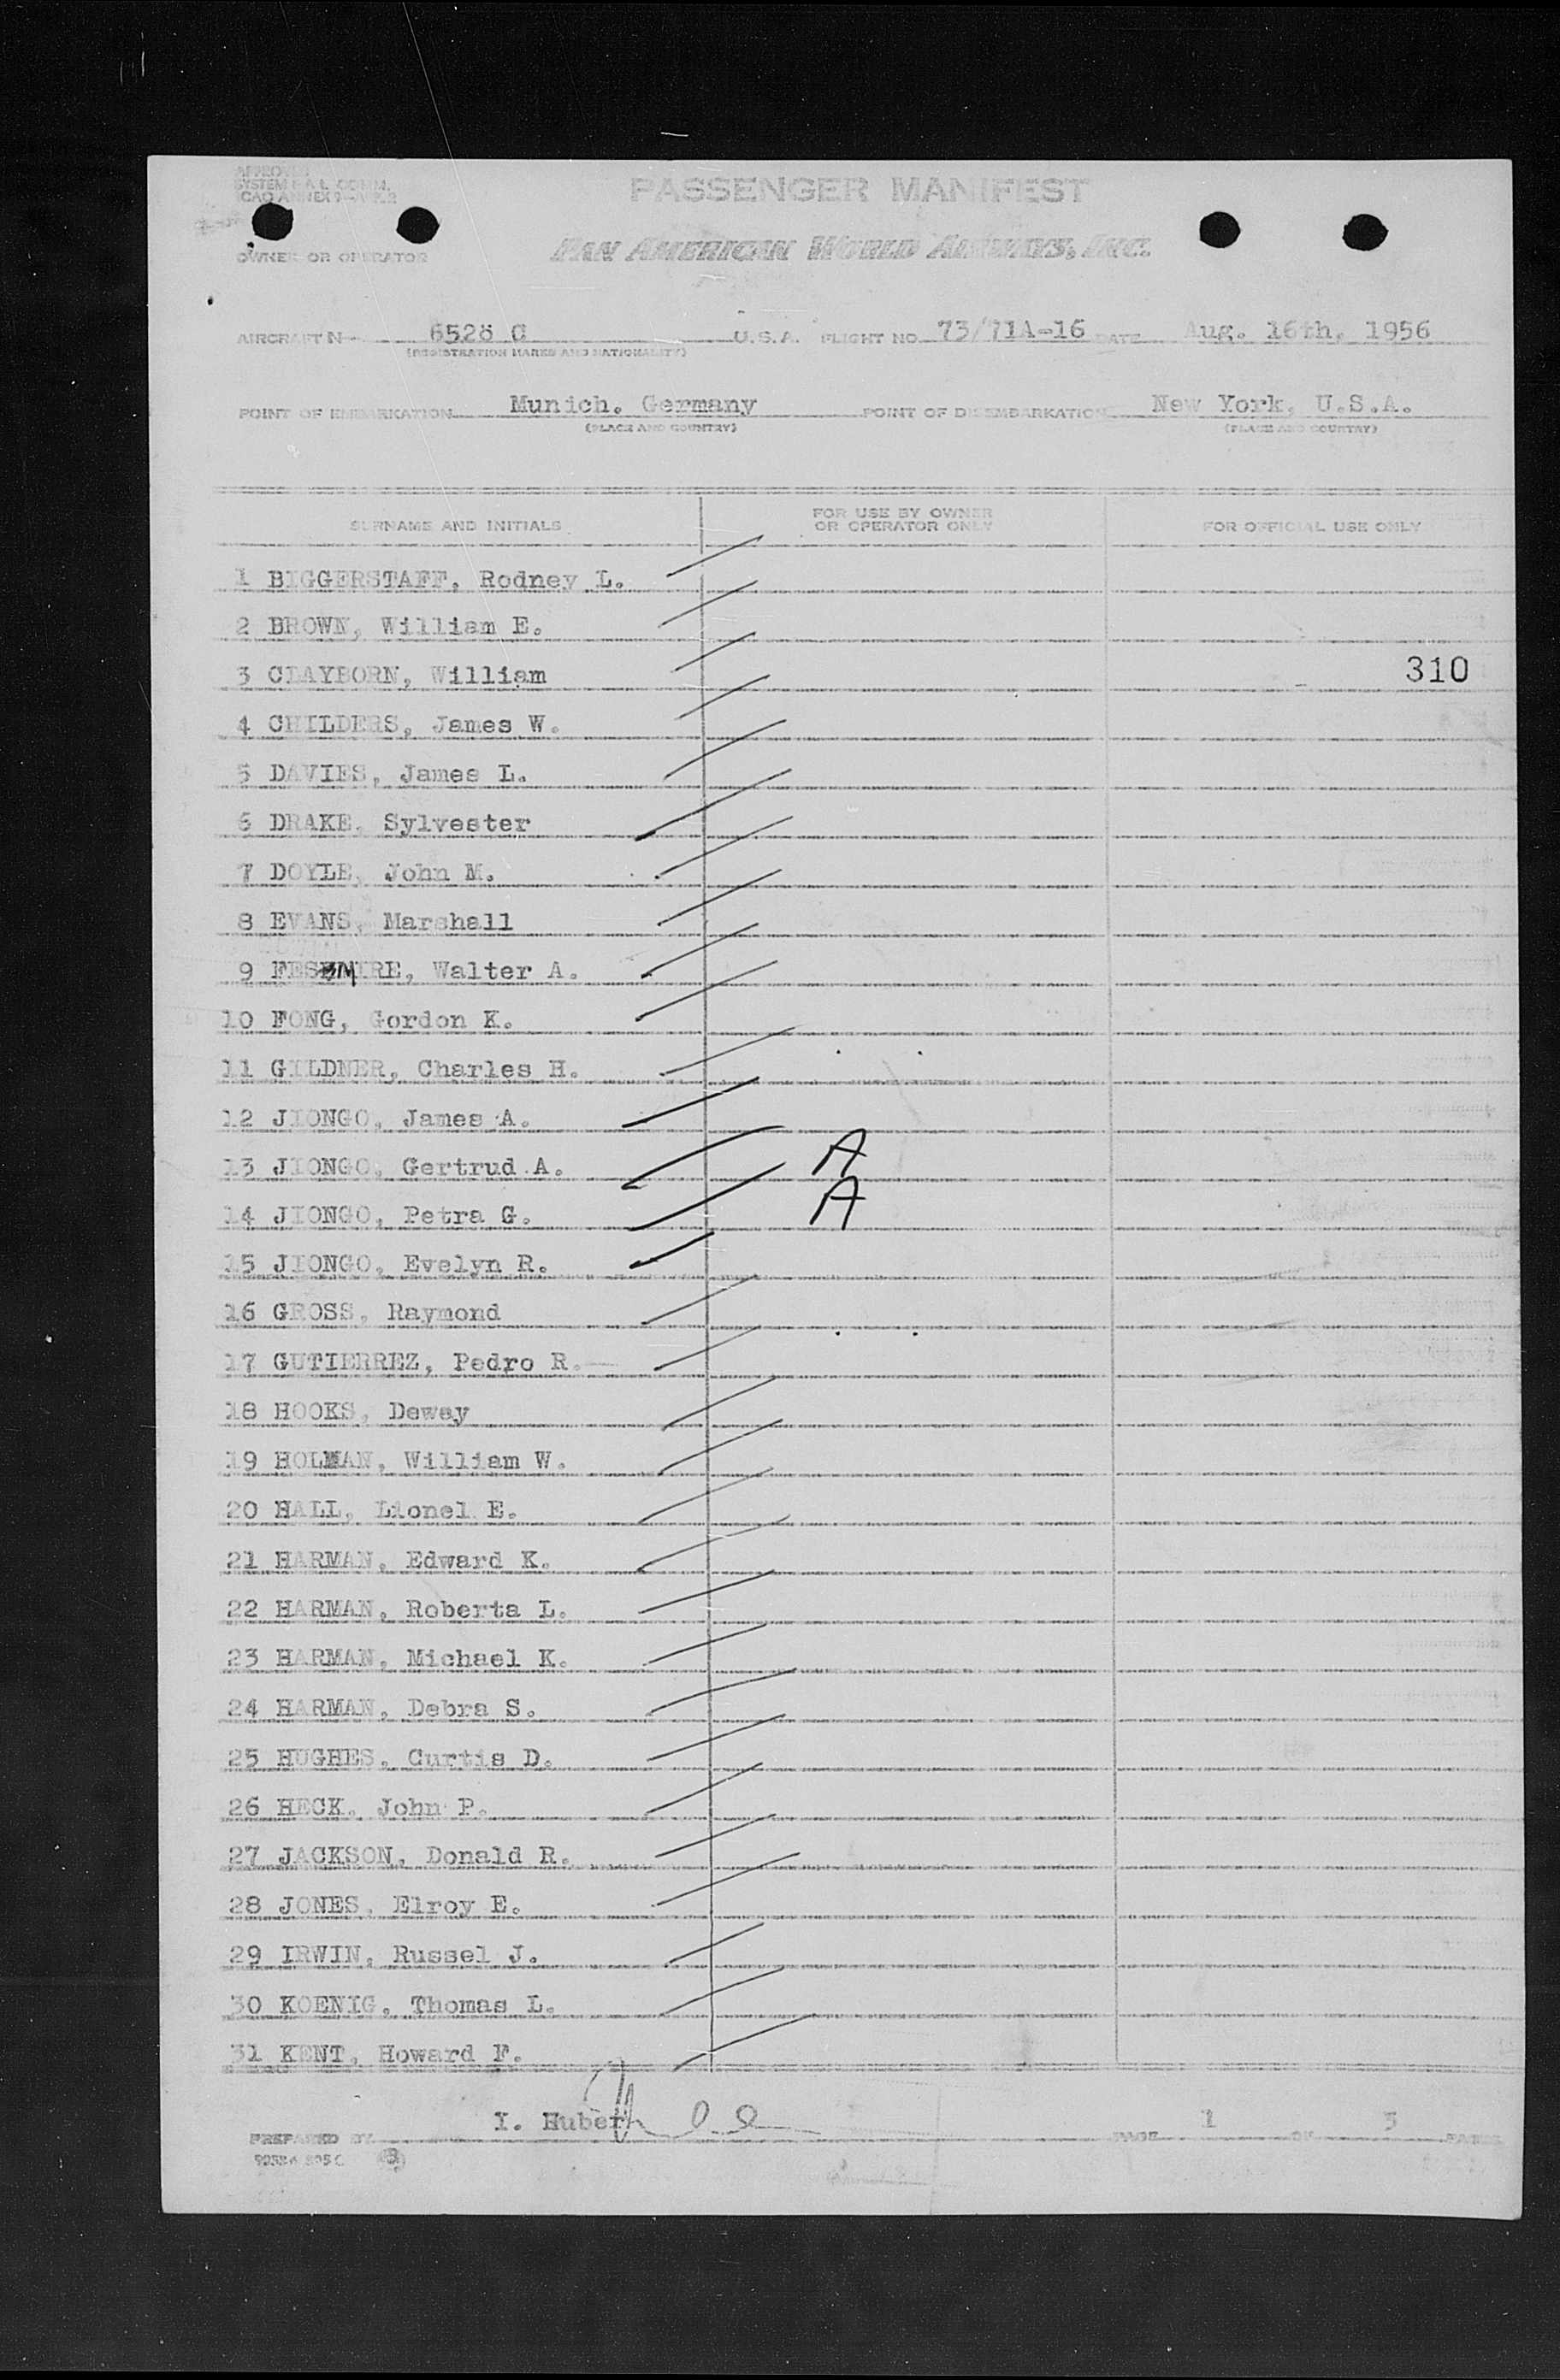 APPROVED
SYSTEM F.A.L. COMM.
ICAO ANNEX 9
PASSENGER MANIFEST
OWNER OR OPERATOR
PAN AMERICAN WORLD AIRWAYS, INC.
AIRCRAFT N 6528 C U.S.A. FLIGHT NO. 73/71A-16 DATE Aug. 16th, 1956
(REGISTRATION MARKS AND NATIONALITY)
POINT OF EMBARKATION Munich. Germany POINT OF DISEMBARKATION New York, U.S.A.
(PLACE AND COUNTRY) (PLACE AND COUNTRY)
SURNAME AND INITIALS FOR USE BY OWNER OR OPERATOR ONLY FOR OFFICIAL USE ONLY
1 BIGGERSTAFF, Rodney L.
2 BROWN, William E.
3 CLAYBORN, William 310
4 CHILDERS, James W.
5 DAVIES, James L.
6 DRAKE, Sylvester
7 DOYLE, John M.
8 EVANS, Marshall
9 FESEMIRE, Walter A.
10 FONG, Gordon K.
11 GILDNER, Charles H.
12 JIONGO, James A.
13 JIONGO, Gertrud A. A
14 JIONGO, Petra G. A
15 JIONGO, Evelyn R.
16 GROSS, Raymond
17 GUTIERREZ, Pedro R.
18 HOOKS, Dewey
19 HOLMAN, William W.
20 HALL, Lionel E.
21 HARMAN, Edward K.
22 HARMAN, Roberta L.
23 HARMAN, Michael K.
24 HARMAN, Debra S.
25 HUGHES, Curtis D.
26 HECK, John P.
27 JACKSON, Donald R.
28 JONES, Elroy E.
29 IRWIN, Russel J.
30 KOENIG, Thomas L.
31 KENT, Howard F.
PREPARED BY I. Huber PAGE 1 OF 3 PAGES